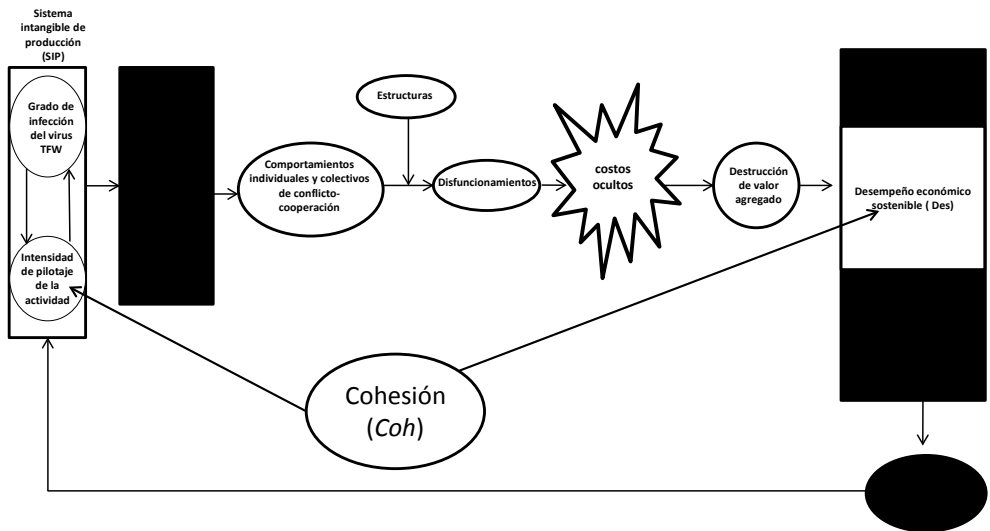 Sistema
intangible de
producción
(SIP)
Grado de
infección
del virus
TFW
Intensidad
de pilotaje
de la
actividad
Comportamientos
individuales y colectivos
de conflicto-
cooperación
Estructuras
Disfuncionamientos
costos
ocultos
Destrucción
de valor
agregado
Desempeño económico
sostenible ( Des)
Cohesión
(Coh)